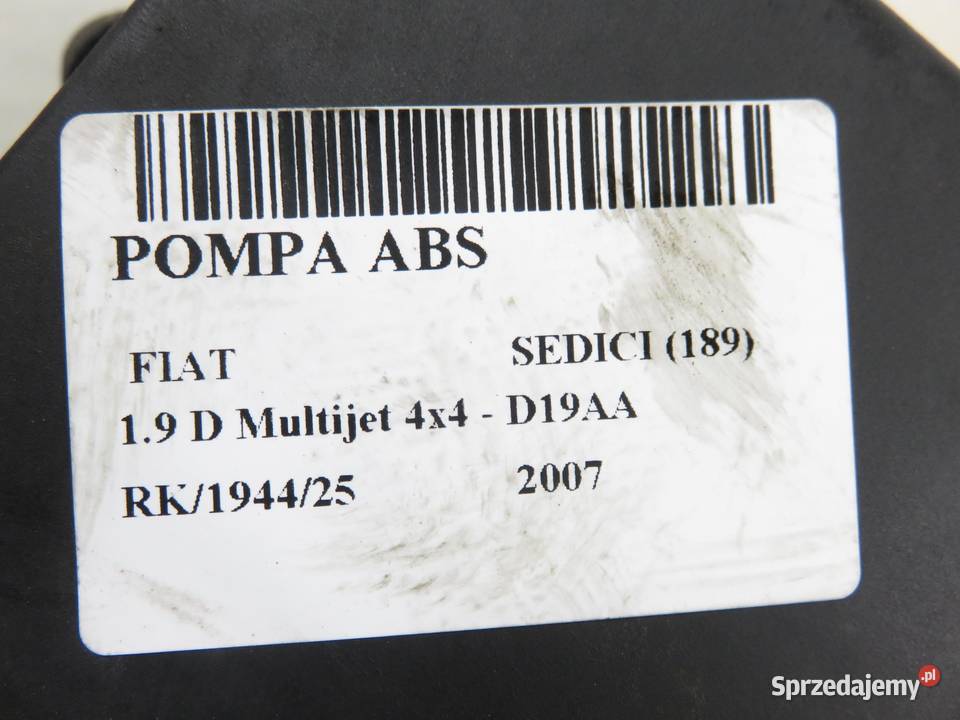 POMPA ABS
FIAT SEDICI (189)
1.9 D Multijet 4x4 - D19AA
RK/1944/25 2007
Sprzedajemy.pl